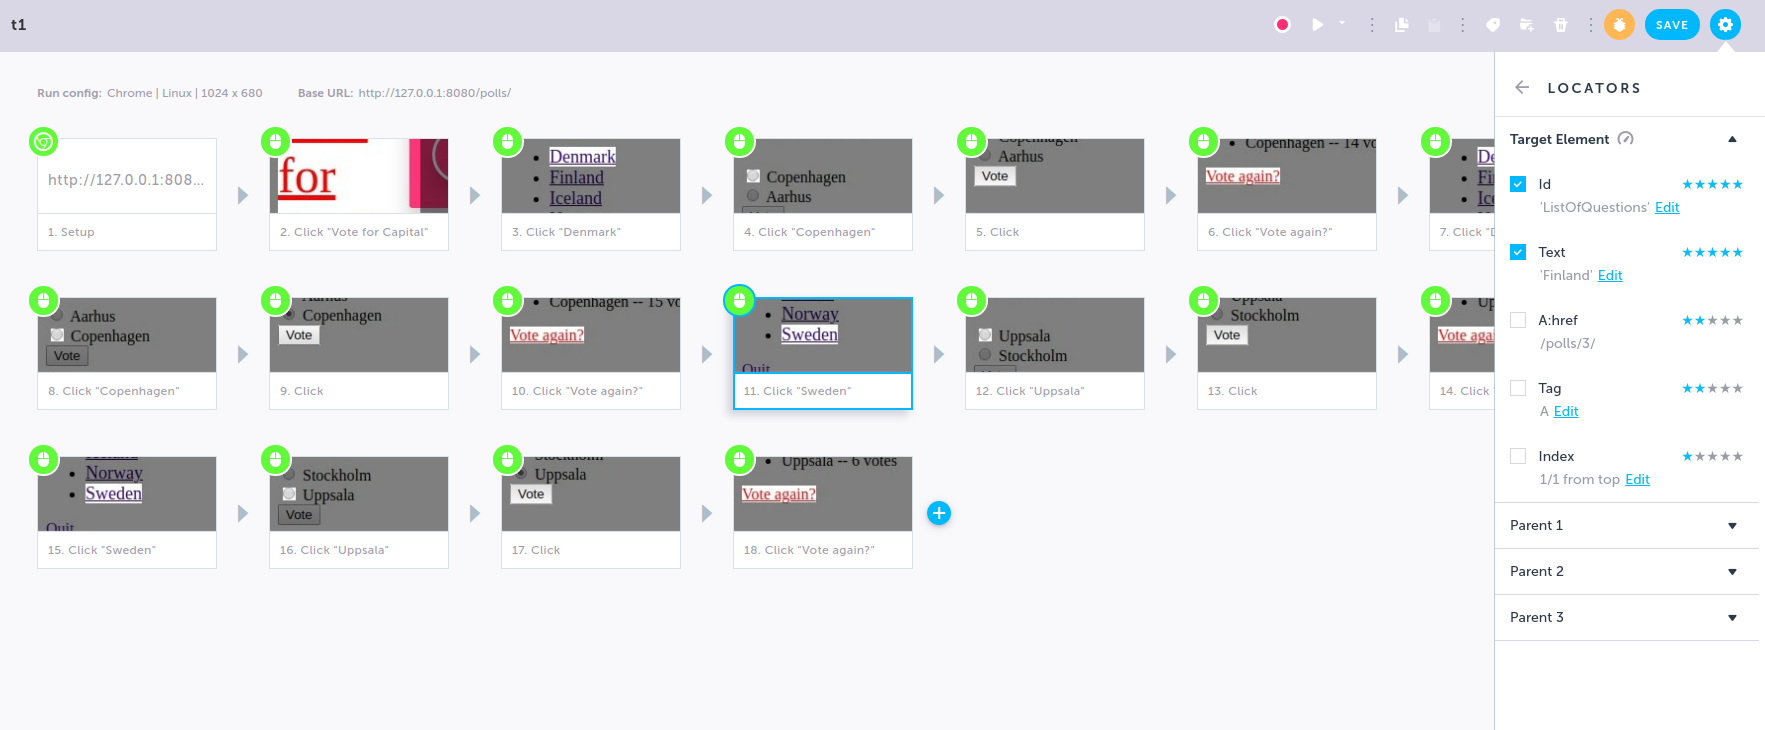 t1
SAVE
Run config: Chrome | Linux | 1024 x 680
Base URL: http://127.0.0.1:8080/polls/
LOCATORS
http://127.0.0.1:808...
1. Setup
for
2. Click "Vote for Capital"
Denmark
Finland
Iceland
3. Click "Denmark"
Copenhagen
Aarhus
4. Click "Copenhagen"
Copenhagen
Aarhus
Vote
5. Click
Copenhagen -- 14 vo
Vote again?
6. Click "Vote again?"
De
Fi
Ice
7. Click "D
Aarhus
Copenhagen
Vote
8. Click "Copenhagen"
Aarhus
Copenhagen
Vote
9. Click
Copenhagen -- 15 vo
Vote again?
10. Click "Vote again?"
Norway
Sweden
Quit
11. Click "Sweden"
Uppsala
Stockholm
12. Click "Uppsala"
Uppsala
Stockholm
Vote
13. Click
Up
Vote agai
14. Click
Iceland
Norway
Sweden
Quit
15. Click "Sweden"
Stockholm
Uppsala
Vote
16. Click "Uppsala"
Stockholm
Uppsala
Vote
17. Click
Uppsala -- 6 votes
Vote again?
18. Click "Vote again?"
Target Element
Id
'ListOfQuestions' Edit
Text
'Finland' Edit
A:href
/polls/3/
Tag
A Edit
Index
1/1 from top Edit
Parent 1
Parent 2
Parent 3